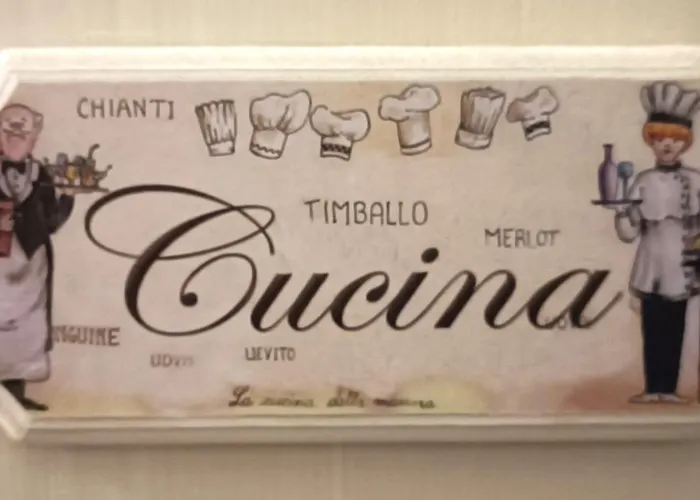 CHIANTI
TIMBALLO
MERLOT
Cucina
NGUINE
LIEVITO
La cucina della mamma